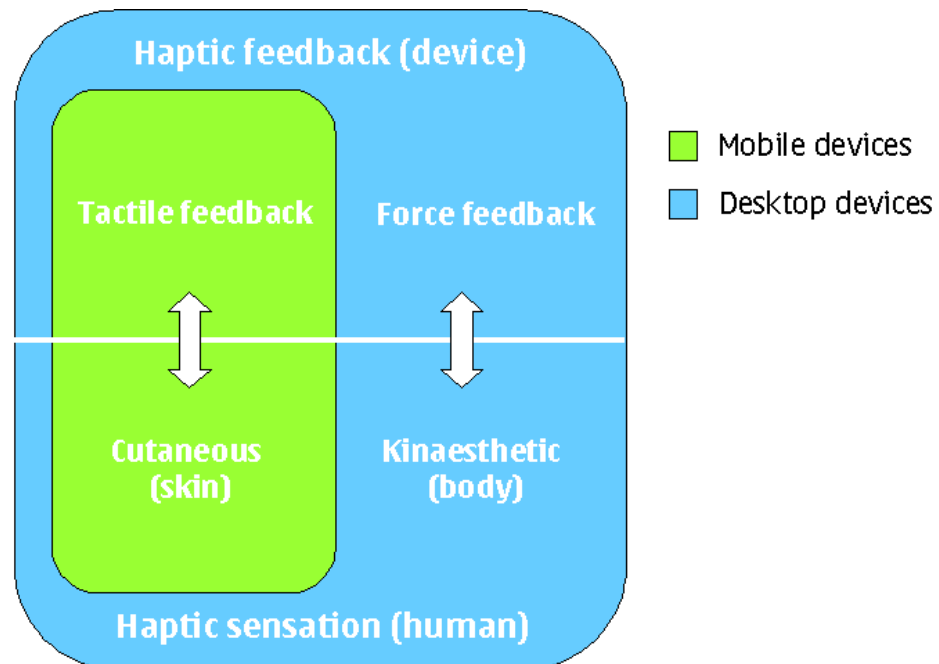 Haptic feedback (device)
Tactile feedback
Force feedback
Cutaneous
(skin)
Kinaesthetic
(body)
Haptic sensation (human)
Mobile devices
Desktop devices